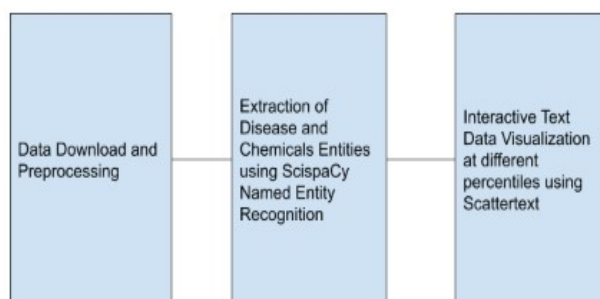 Data Download and
Preprocessing
Extraction of
Disease and
Chemicals Entities
using ScispaCy
Named Entity
Recognition
Interactive Text
Data Visualization
at different
percentiles using
Scattertext